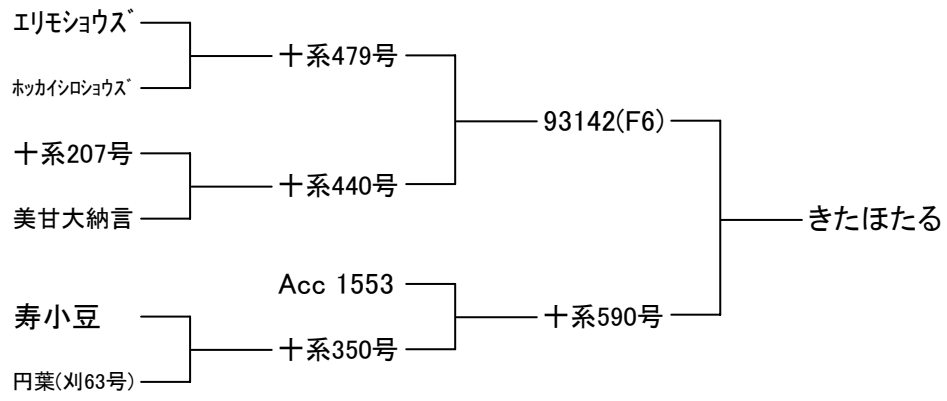 エリモショウズ
十系479号
ホッカイシロショウズ
93142(F6)
十系207号
十系440号
美甘大納言
きたほたる
Acc 1553
寿小豆
十系590号
十系350号
円葉(刈63号)